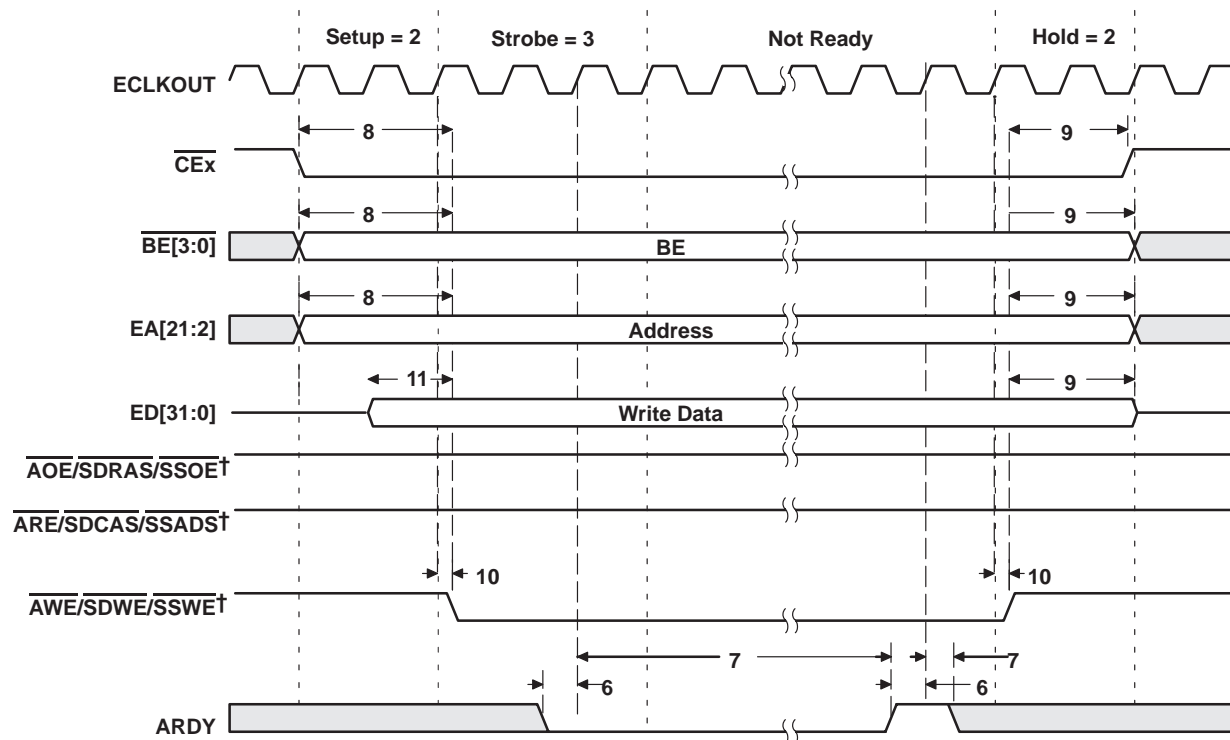 Setup = 2 Strobe = 3 Not Ready Hold = 2
ECLKOUT
8 9
CEx
8 9
BE[3:0] BE
8 9
EA[21:2] Address
11 9
ED[31:0] Write Data
AOE/SDRAS/SSOE†
ARE/SDCAS/SSADS†
10 10
AWE/SDWE/SSWE†
7 7
6 6
ARDY